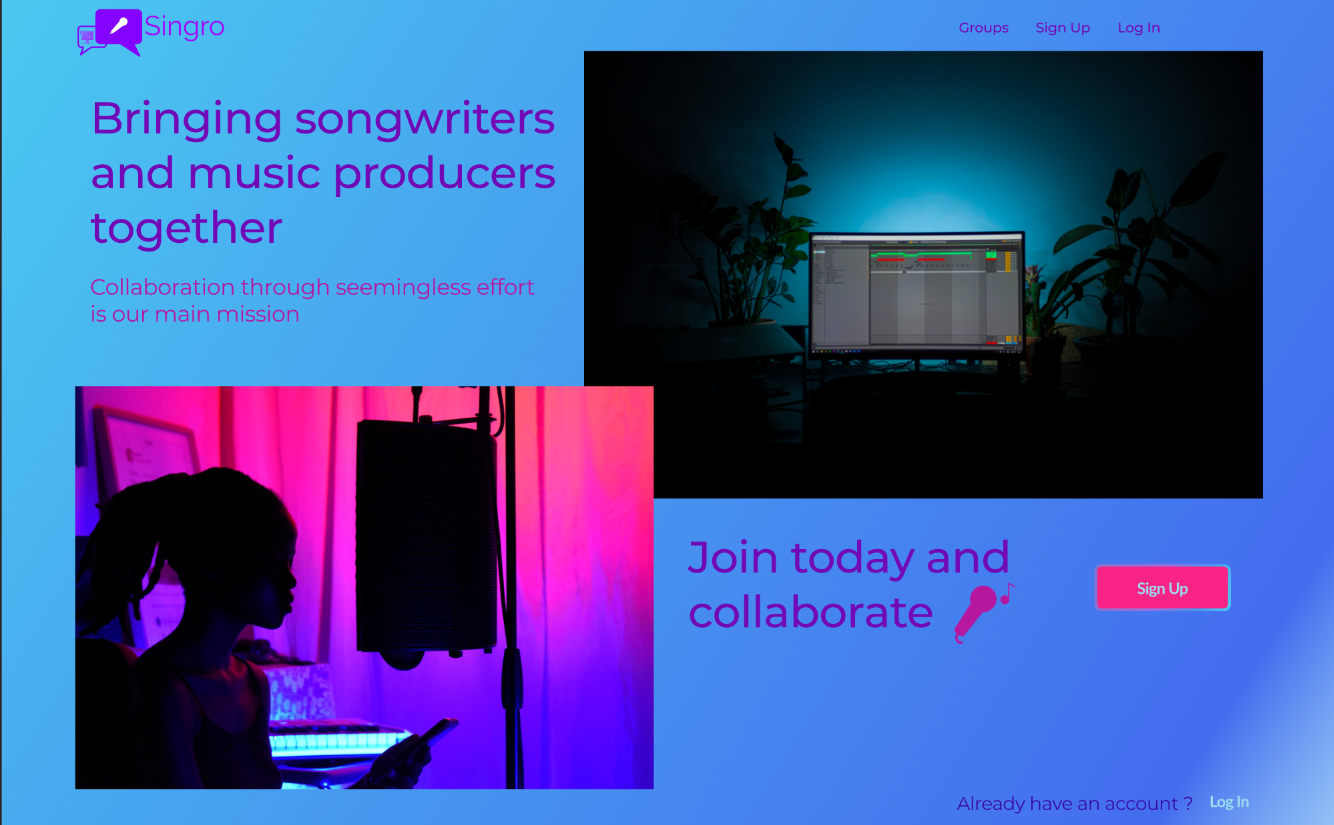 Singro
Groups Sign Up Log In
Bringing songwriters
and music producers
together
Collaboration through seemingless effort
is our main mission
Join today and
collaborate
Sign Up
Already have an account ? Log In